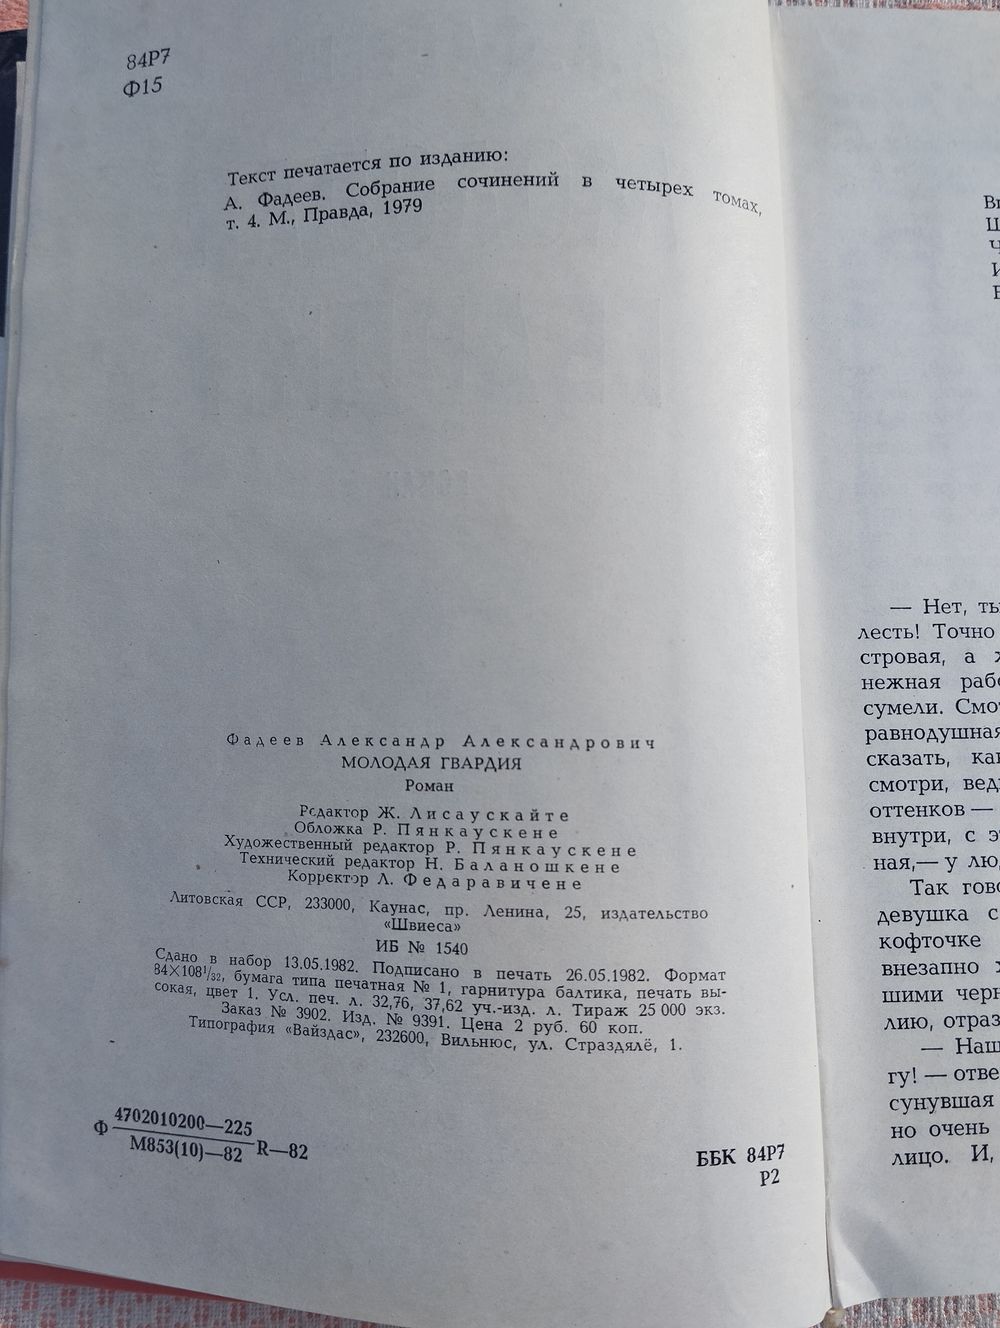 84Р7
Ф15
Текст печатается по изданию:
А. Фадеев. Собрание сочинений в четырех томах,
т. 4. М., Правда, 1979
Фадеев Александр Александрович
МОЛОДАЯ ГВАРДИЯ
Роман
Редактор Ж. Лисаускайте
Обложка Р. Пянкаускене
Художественный редактор Р. Пянкаускене
Технический редактор Н. Баланошкене
Корректор Л. Федаравичене
Литовская ССР, 233000, Каунас, пр. Ленина, 25, издательство
«Швиеса»
ИБ № 1540
Сдано в набор 13.05.1982. Подписано в печать 26.05.1982. Формат
84×108¹/₃₂, бумага типа печатная № 1, гарнитура балтика, печать вы-
сокая, цвет 1. Усл. печ. л. 32,76, 37,62 уч.-изд. л. Тираж 25 000 экз.
Заказ № 3902. Изд. № 9391. Цена 2 руб. 60 коп.
Типография «Вайздас», 232600, Вильнюс, ул. Страздялё, 1.
Ф 4702010200—225
М853(10)—82 R—82
ББК 84Р7
Р2
— Нет, ты
лесть! Точно
стровая, а
нежная
сумели.
равнодушная
сказать,
смотри,
оттенков —
внутри, с
ная,— у
Так
девушка с
кофточке
внезапно
шими
лию,
—
гу! —
сунувшая
но очень
лицо. И,